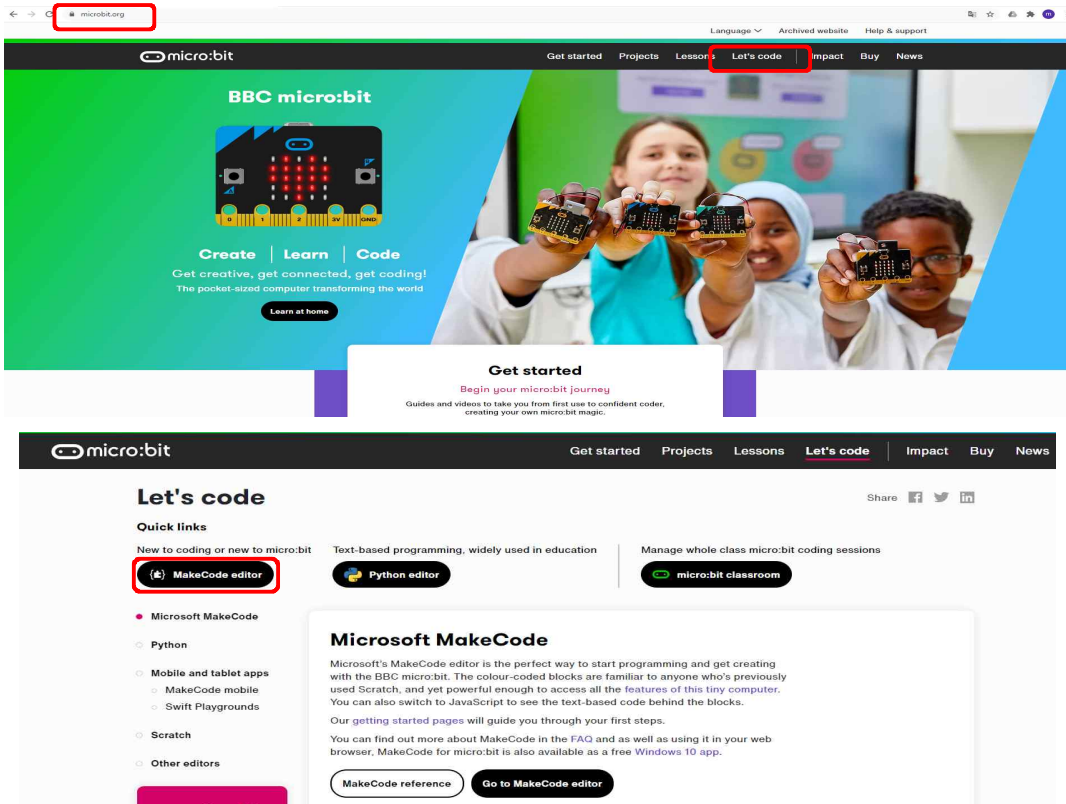 microbit.org
m
Language Archived website Help & support
micro:bit
Get started Projects Lessons Let's code Impact Buy News
BBC micro:bit
0 1 2 3V GND
Create | Learn | Code
Get creative, get connected, get coding!
The pocket-sized computer transforming the world
Learn at home
Get started
Begin your micro:bit journey
Guides and videos to take you from first use to confident coder,
creating your own micro:bit magic.
micro:bit
Get started Projects Lessons Let's code Impact Buy News
Let's code
Share
Quick links
New to coding or new to micro:bit
MakeCode editor
Text-based programming, widely used in education
Python editor
Manage whole class micro:bit coding sessions
micro:bit classroom
Microsoft MakeCode
Python
Mobile and tablet apps
MakeCode mobile
Swift Playgrounds
Scratch
Other editors
Microsoft MakeCode
Microsoft's MakeCode editor is the perfect way to start programming and get creating
with the BBC micro:bit. The colour-coded blocks are familiar to anyone who's previously
used Scratch, and yet powerful enough to access all the features of this tiny computer.
You can also switch to JavaScript to see the text-based code behind the blocks.
Our getting started pages will guide you through your first steps.
You can find out more about MakeCode in the FAQ and as well as using it in your web
browser, MakeCode for micro:bit is also available as a free Windows 10 app.
MakeCode reference
Go to MakeCode editor